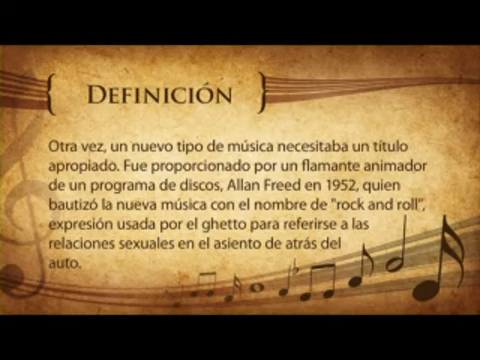 { DEFINICIÓN }
Otra vez, un nuevo tipo de música necesitaba un título
apropiado. Fue proporcionado por un flamante animador
de un programa de discos, Allan Freed en 1952, quien
bautizó la nueva música con el nombre de "rock and roll",
expresión usada por el ghetto para referirse a las
relaciones sexuales en el asiento de atrás del
auto.